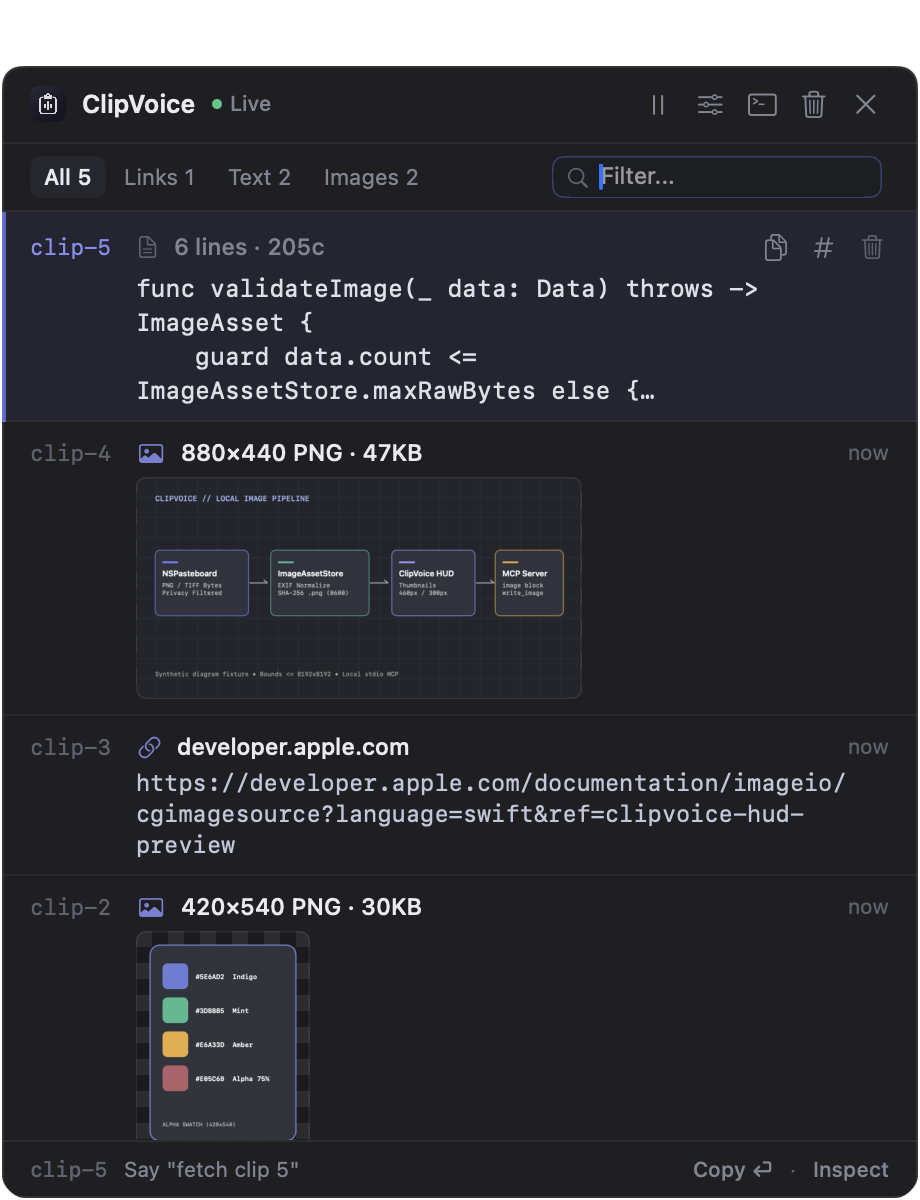 ClipVoice Live
All 5 Links 1 Text 2 Images 2 Filter...
clip-5 6 lines · 205c #
func validateImage(_ data: Data) throws ->
ImageAsset {
guard data.count <=
ImageAssetStore.maxRawBytes else {…
clip-4 880×440 PNG · 47KB now
CLIPVOICE // LOCAL IMAGE PIPELINE
NSPasteboard
PNG / TIFF Bytes
Privacy Filtered
ImageAssetStore
EXIF Normalize
SHA-256 .png (0600)
ClipVoice HUD
Thumbnails
460px / 300px
MCP Server
image block
write_image
Synthetic diagram fixture • Bounds <= 8192x8192 • Local stdio MCP
clip-3 developer.apple.com now
https://developer.apple.com/documentation/imageio/
cgimagesource?language=swift&ref=clipvoice-hud-
preview
clip-2 420×540 PNG · 30KB now
#5E6AD2 Indigo
#3DB885 Mint
#E6A33D Amber
#E05C60 Alpha 75%
ALPHA SWATCH (420x540)
clip-5 Say "fetch clip 5" Copy ↩ · Inspect